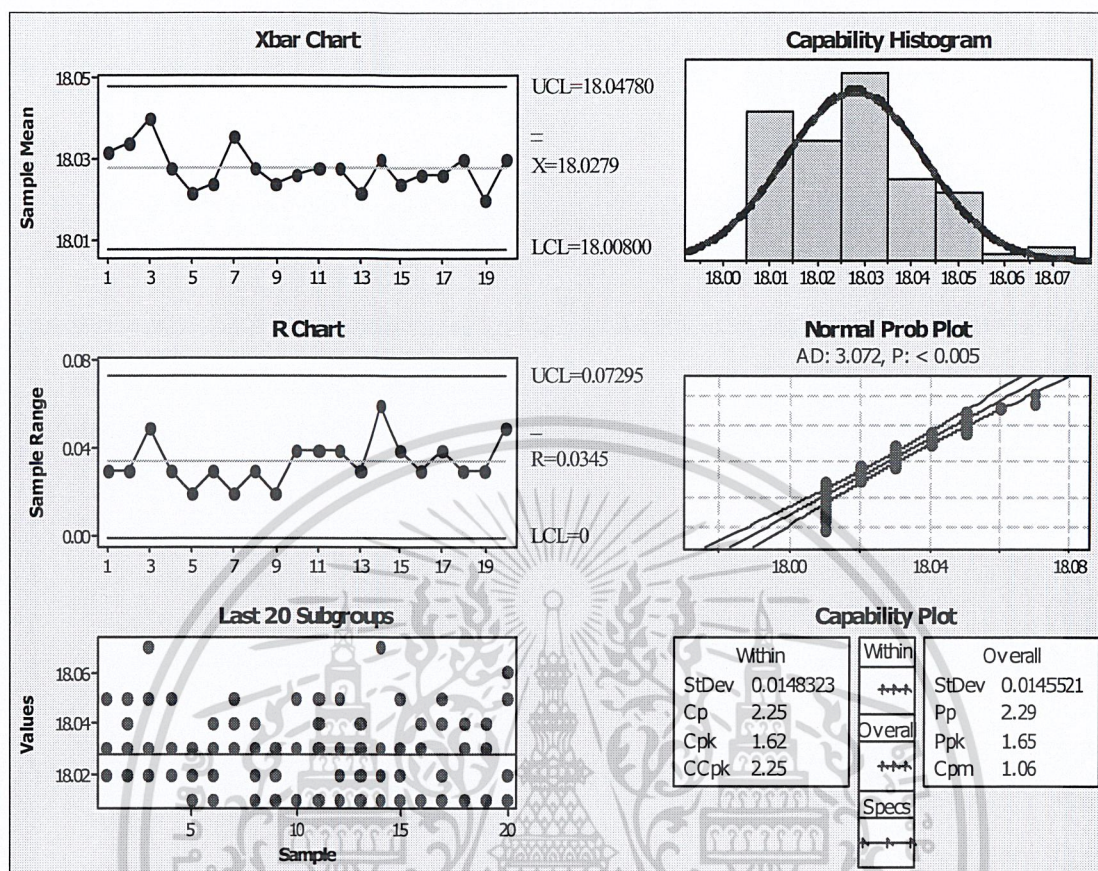 Xbar Chart
Sample Mean
18.05
18.03
18.01
1 3 5 7 9 11 13 15 17 19
UCL=18.04780
X=18.0279
LCL=18.00800
Capability Histogram
18.00 18.01 18.02 18.03 18.04 18.05 18.06 18.07
R Chart
Sample Range
0.08
0.04
0.00
1 3 5 7 9 11 13 15 17 19
UCL=0.07295
R=0.0345
LCL=0
Normal Prob Plot
AD: 3.072, P: < 0.005
18.00 18.04 18.08
Last 20 Subgroups
Values
18.06
18.04
18.02
5 10 15 20
Sample
Capability Plot
Within
StDev 0.0148323
Cp 2.25
Cpk 1.62
CCpk 2.25
Within
Overall
Specs
Overall
StDev 0.0145521
Pp 2.29
Ppk 1.65
Cpm 1.06